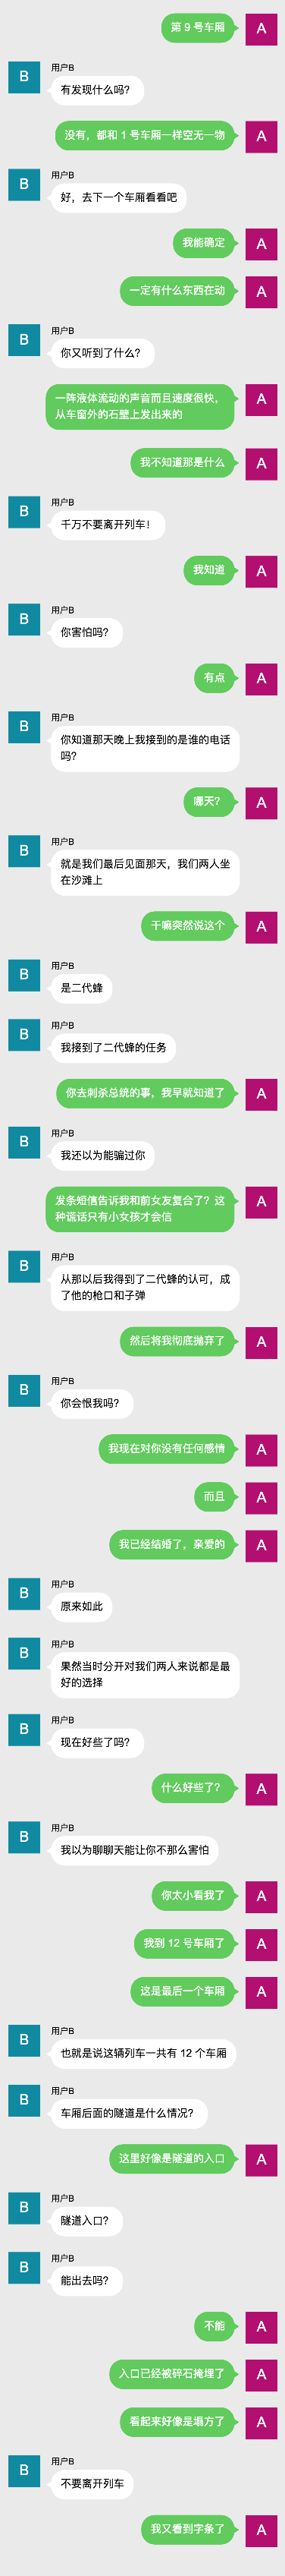 第 9 号车厢
A
B
用户B
有发现什么吗？
没有，都和 1 号车厢一样空无一物
A
B
用户B
好，去下一个车厢看看吧
我能确定
A
一定有什么东西在动
A
B
用户B
你又听到了什么？
一阵液体流动的声音而且速度很快，
从车窗外的石壁上发出来的
A
我不知道那是什么
A
B
用户B
千万不要离开列车！
我知道
A
B
用户B
你害怕吗？
有点
A
B
用户B
你知道那天晚上我接到的是谁的电话
吗？
哪天？
A
B
用户B
就是我们最后见面那天，我们两人坐
在沙滩上
干嘛突然说这个
A
B
用户B
是二代蜂
B
用户B
我接到了二代蜂的任务
你去刺杀总统的事，我早就知道了
A
B
用户B
我还以为能骗过你
发条短信告诉我和前女友复合了？这
种谎话只有小女孩才会信
A
B
用户B
从那以后我得到了二代蜂的认可，成
了他的枪口和子弹
然后将我彻底抛弃了
A
B
用户B
你会恨我吗？
我现在对你没有任何感情
A
而且
A
我已经结婚了，亲爱的
A
B
用户B
原来如此
B
用户B
果然当时分开对我们两人来说都是最
好的选择
B
用户B
现在好些了吗？
什么好些了？
A
B
用户B
我以为聊聊天能让你不那么害怕
你太小看我了
A
我到 12 号车厢了
A
这是最后一个车厢
A
B
用户B
也就是说这辆列车一共有 12 个车厢
B
用户B
车厢后面的隧道是什么情况？
这里好像是隧道的入口
A
B
用户B
隧道入口？
B
用户B
能出去吗？
不能
A
入口已经被碎石掩埋了
A
看起来好像是塌方了
A
B
用户B
不要离开列车
我又看到字条了
A